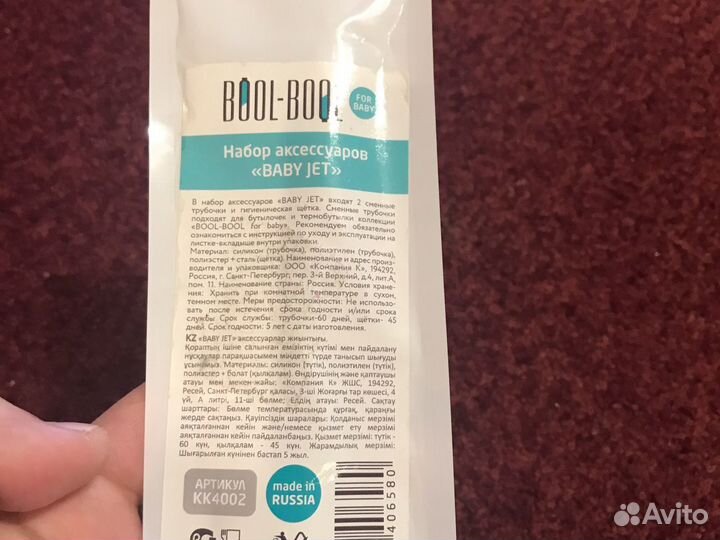 BOOL-BOOL
FOR
BABY
Набор аксессуаров
«BABY JET»
В набор аксессуаров «BABY JET» входят 2 сменные
трубочки и гигиеническая щётка. Сменные трубочки
подходят для бутылочек и термобутылки коллекции
«BOOL-BOOL for baby». Рекомендуем обязательно
ознакомиться с инструкцией по уходу и эксплуатации на
листке-вкладыше внутри упаковки.
Материал: силикон (трубочка), полиэтилен (трубочка),
полиэстер + сталь (щётка). Наименование и адрес произ-
водителя и упаковщика: ООО «Компания К», 194292,
Россия, г. Санкт-Петербург, пер. 3-й Верхний, д.4, лит.А,
пом. 11. Наименование страны: Россия. Условия хране-
ния: Хранить при комнатной температуре в сухом,
темном месте. Меры предосторожности: Не использо-
вать после истечения срока годности и/или срока
службы Срок службы: трубочки-60 дней, щётки- 45
дней. Срок годности: 5 лет с даты изготовления.
KZ «BABY JET» аксессуарлар жиынтығы.
Қораптың ішіне салынған емізіктің күтімі мен пайдалану
нұсқалар парақшасымен міндетті түрде танысып шығуды
ұсынамыз. Материалы: силикон (түтік), полиэтилен (түтік),
полиэстер + болат (қылқалам). Өндірушінің және қаптаушы
атауы мен мекен-жайы: «Компания К» ЖШС, 194292,
Ресей, Санкт-Петербург қаласы, 3-ші Жоғарғы тар көшесі, 4
үй, А литрі, 11-ші бөлме; Елдің атауы: Ресей. Сақтау
шарттары: Бөлме температурасында құрғақ, қараңғы
жерде сақтаңыз. Қауіпсіздік шаралары: Қолданыс мерзімі
аяқталғаннан кейін және/немесе қызмет ету мерзімі
аяқталғаннан кейін пайдаланбаңыз. Қызмет мерзімі: түтік -
60 күн, қылқалам - 45 күн. Жарамдылық мерзімі:
Шығарылған күнінен бастап 5 жыл.
АРТИКУЛ
КК4002
made in
RUSSIA
406580
Avito